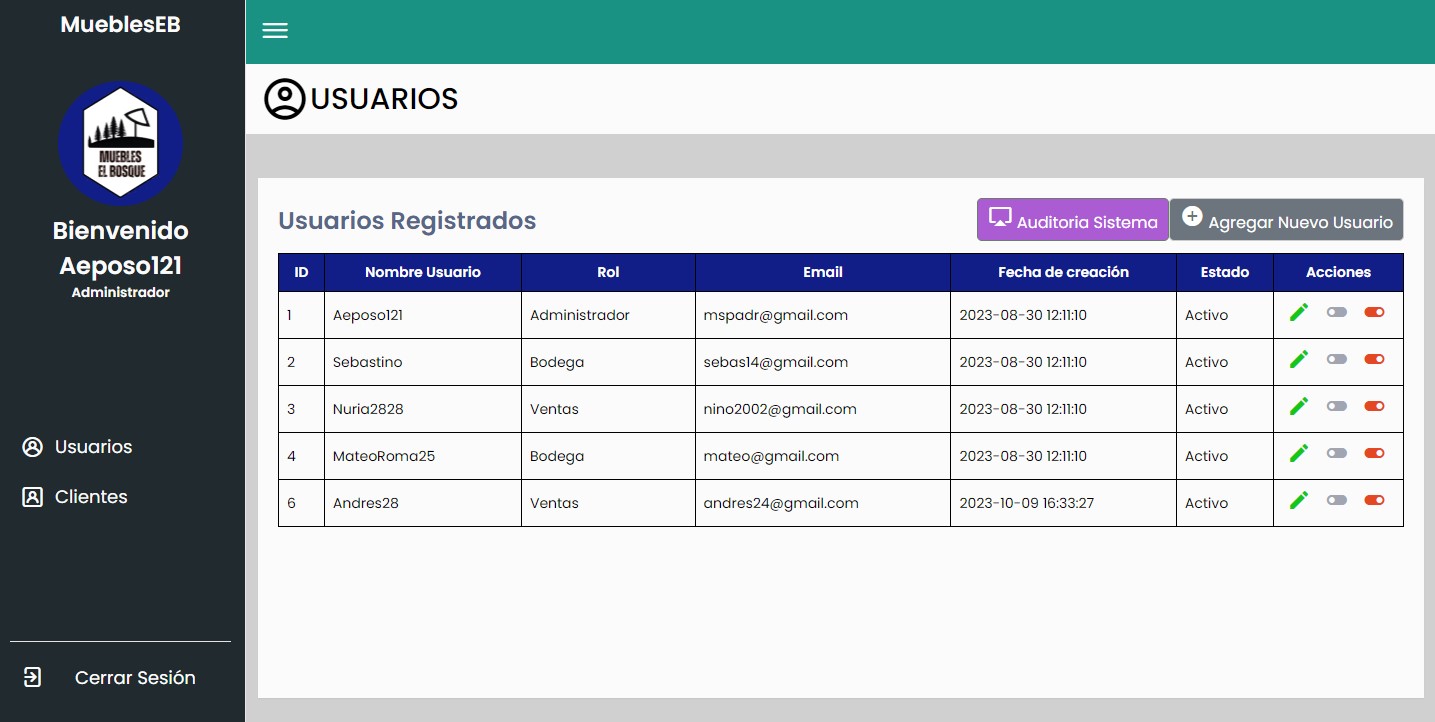 MueblesEB
MUEBLES
EL BOSQUE
Bienvenido
Aeposo121
Administrador
Usuarios
Clientes
Cerrar Sesión
USUARIOS
Usuarios Registrados
Auditoria Sistema
Agregar Nuevo Usuario
ID Nombre Usuario Rol Email Fecha de creación Estado Acciones
1 Aeposo121 Administrador mspadr@gmail.com 2023-08-30 12:11:10 Activo
2 Sebastino Bodega sebas14@gmail.com 2023-08-30 12:11:10 Activo
3 Nuria2828 Ventas nino2002@gmail.com 2023-08-30 12:11:10 Activo
4 MateoRoma25 Bodega mateo@gmail.com 2023-08-30 12:11:10 Activo
6 Andres28 Ventas andres24@gmail.com 2023-10-09 16:33:27 Activo